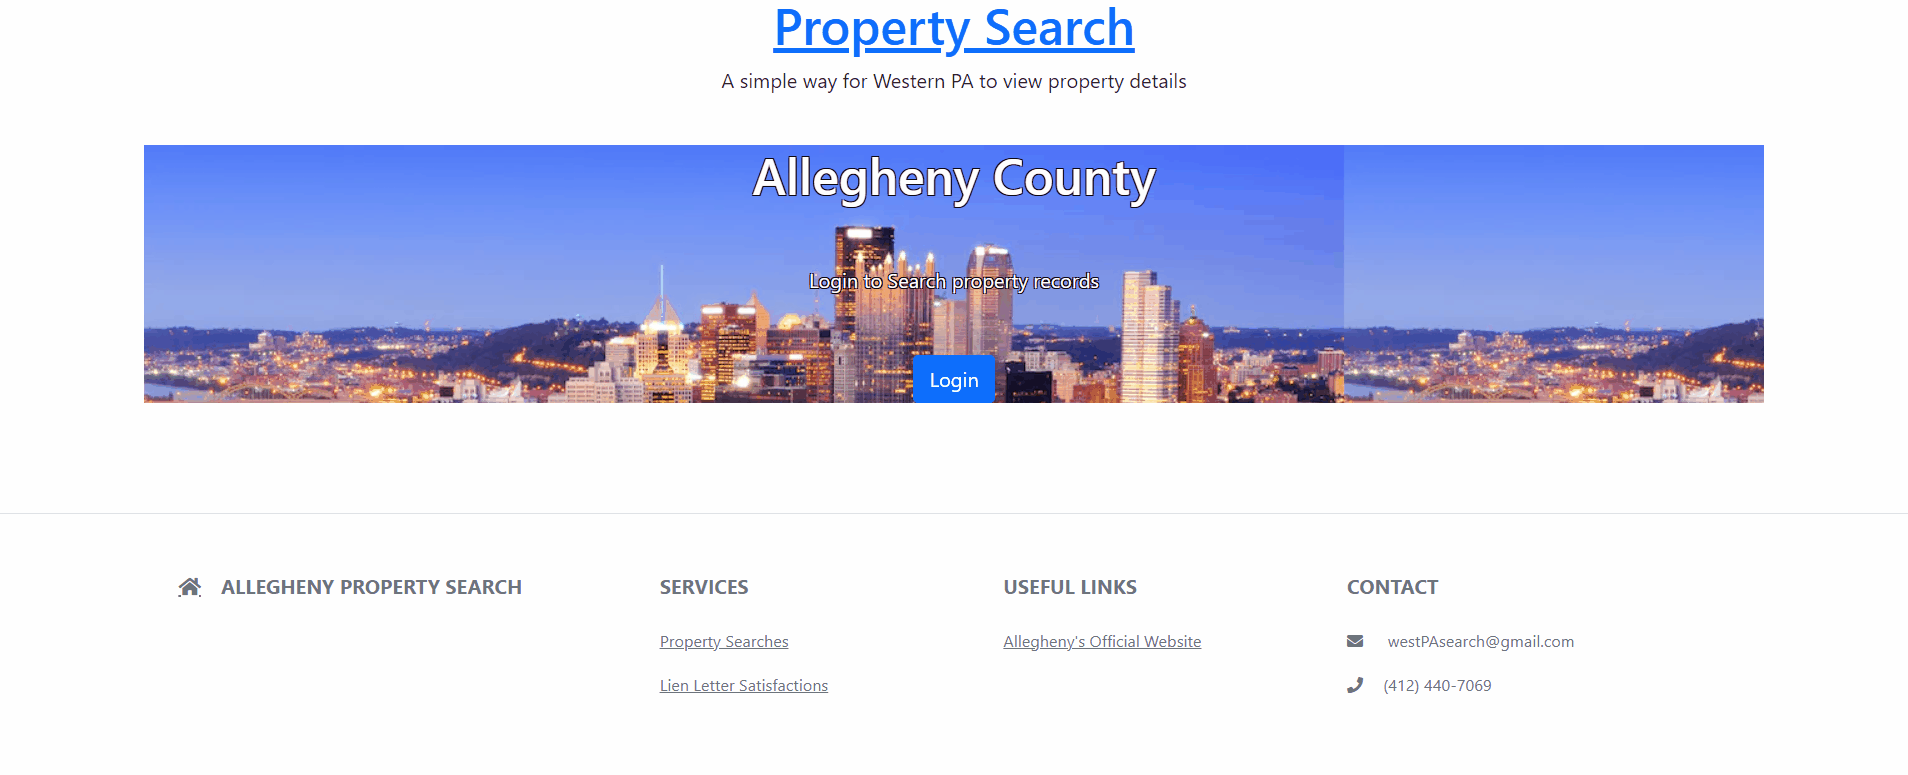 Property Search
A simple way for Western PA to view property details
Allegheny County
Login to Search property records
Login
ALLEGHENY PROPERTY SEARCH
SERVICES
Property Searches
Lien Letter Satisfactions
USEFUL LINKS
Allegheny's Official Website
CONTACT
westPAsearch@gmail.com
(412) 440-7069